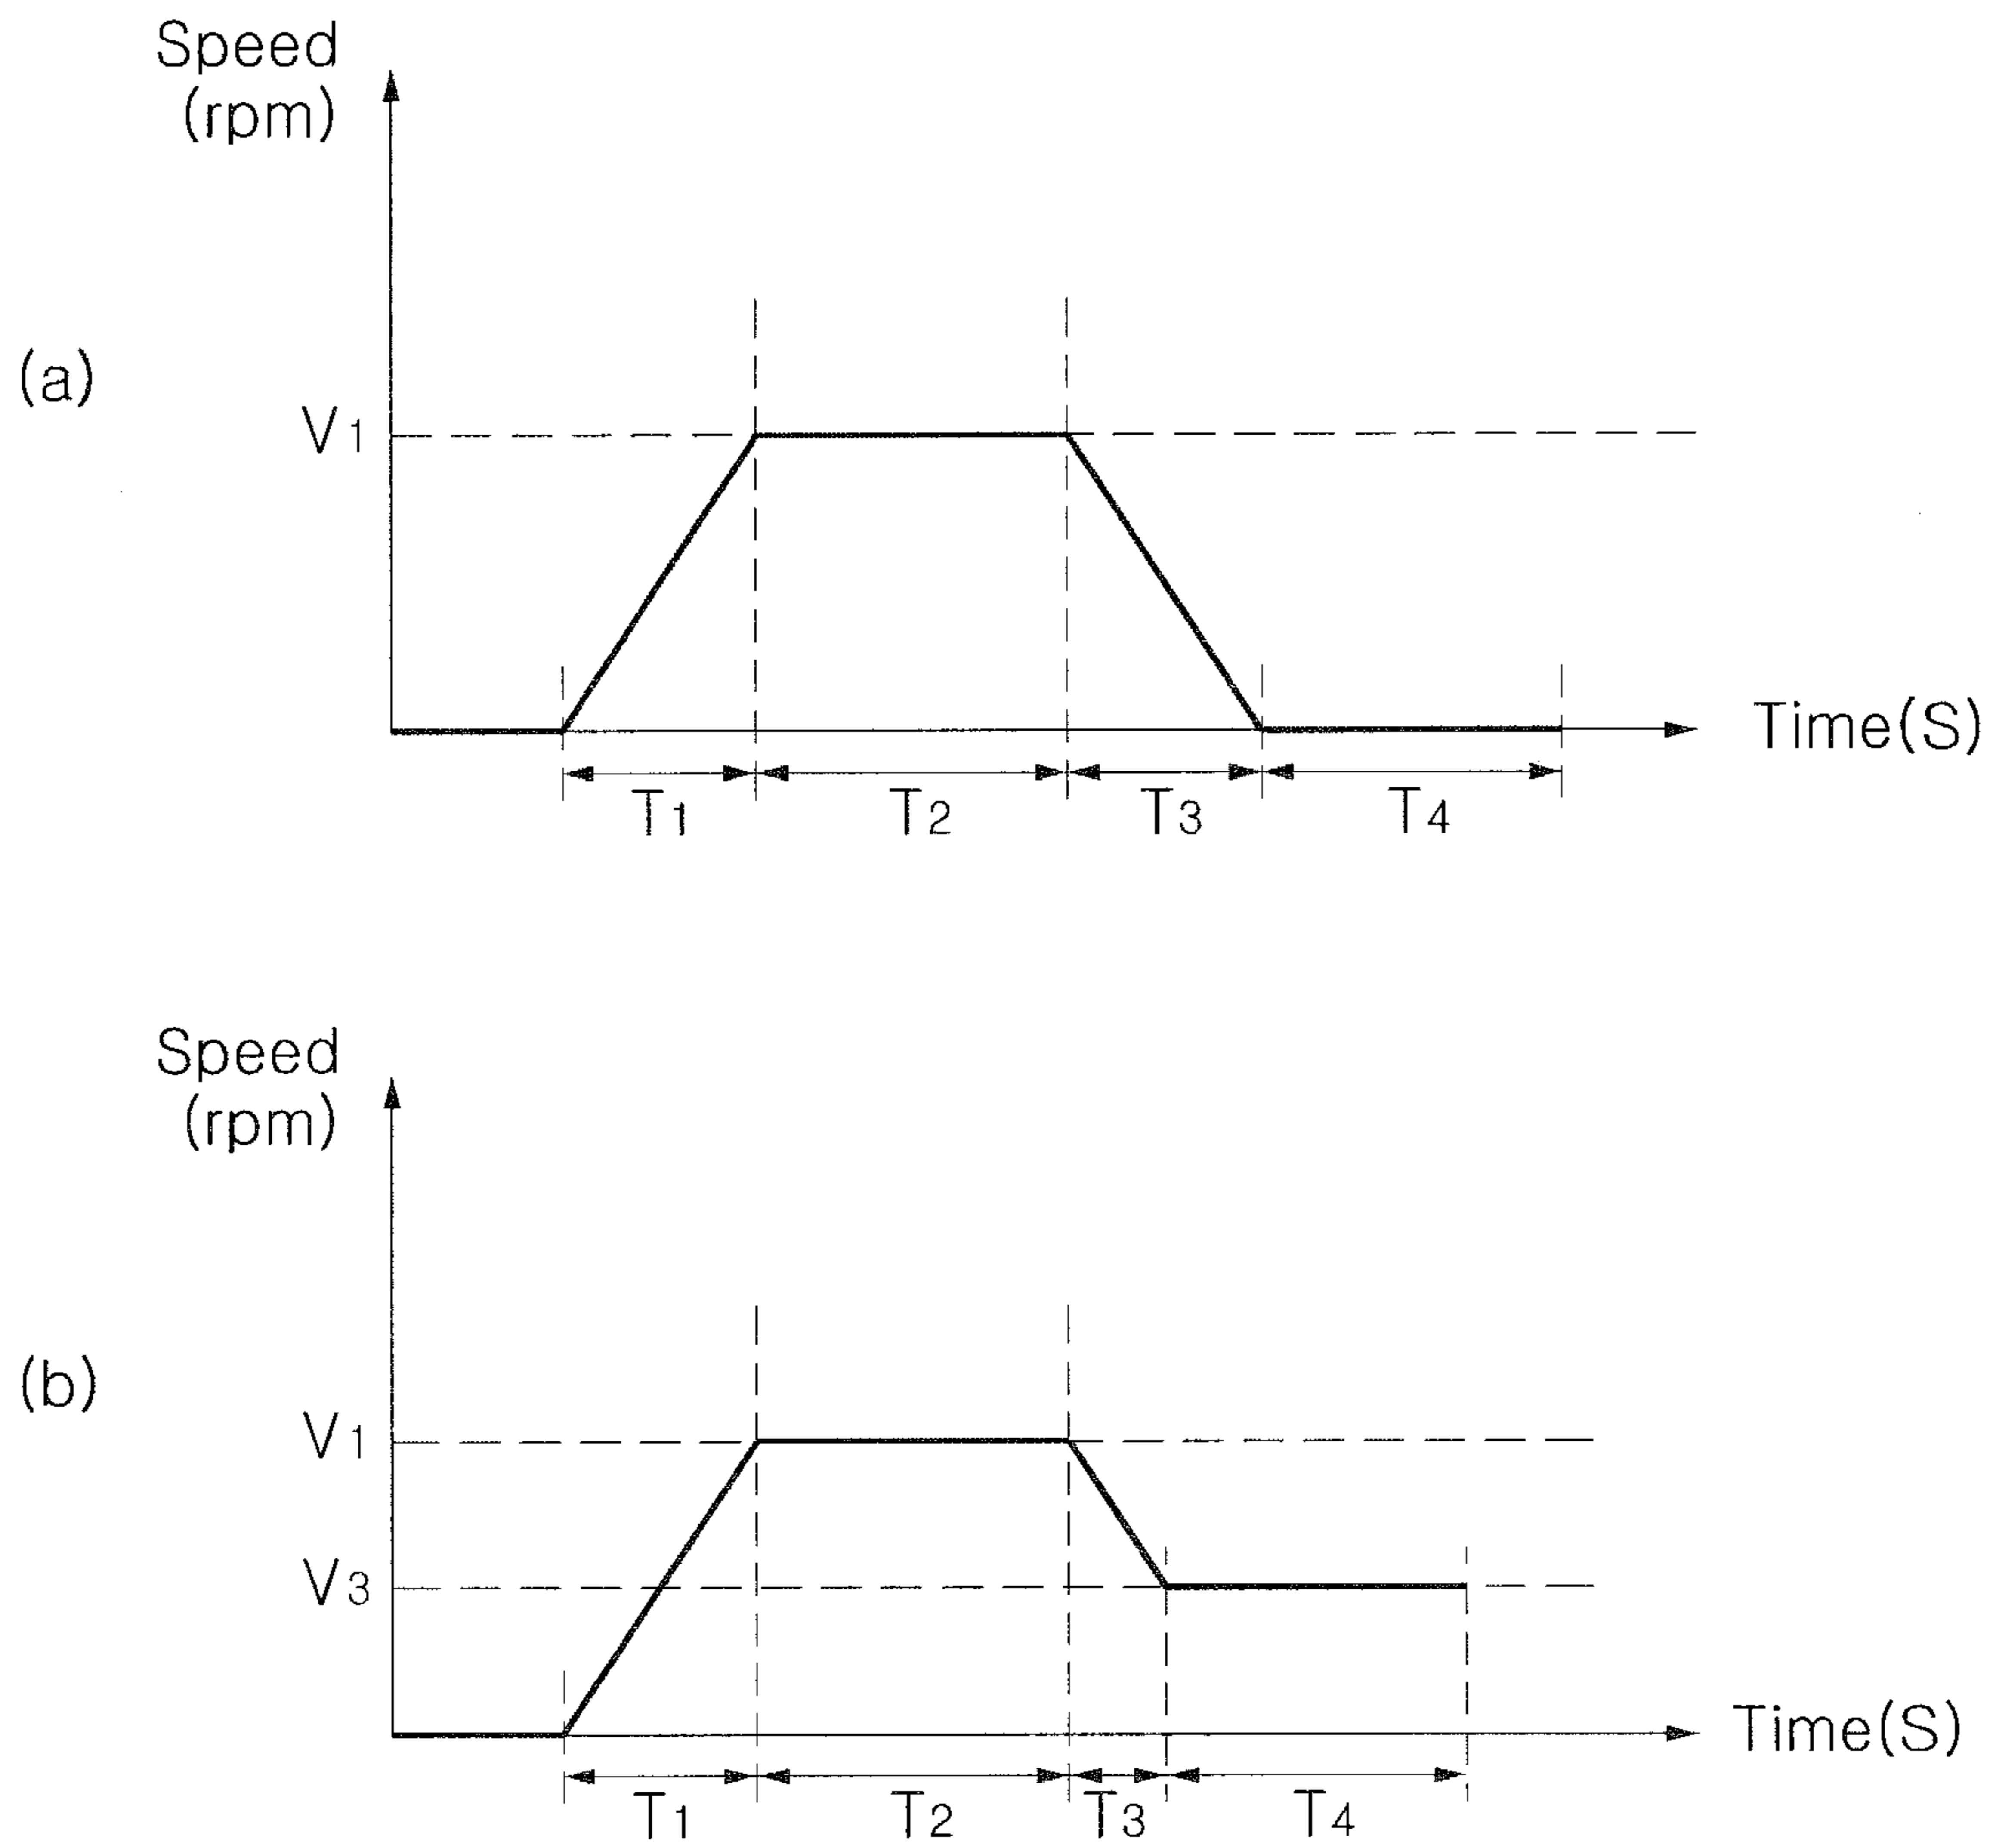 Speed
(rpm)
(a)
V1
Time(S)
T1 T2 T3 T4
Speed
(rpm)
(b)
V1
V3
Time(S)
T1 T2 T3 T4